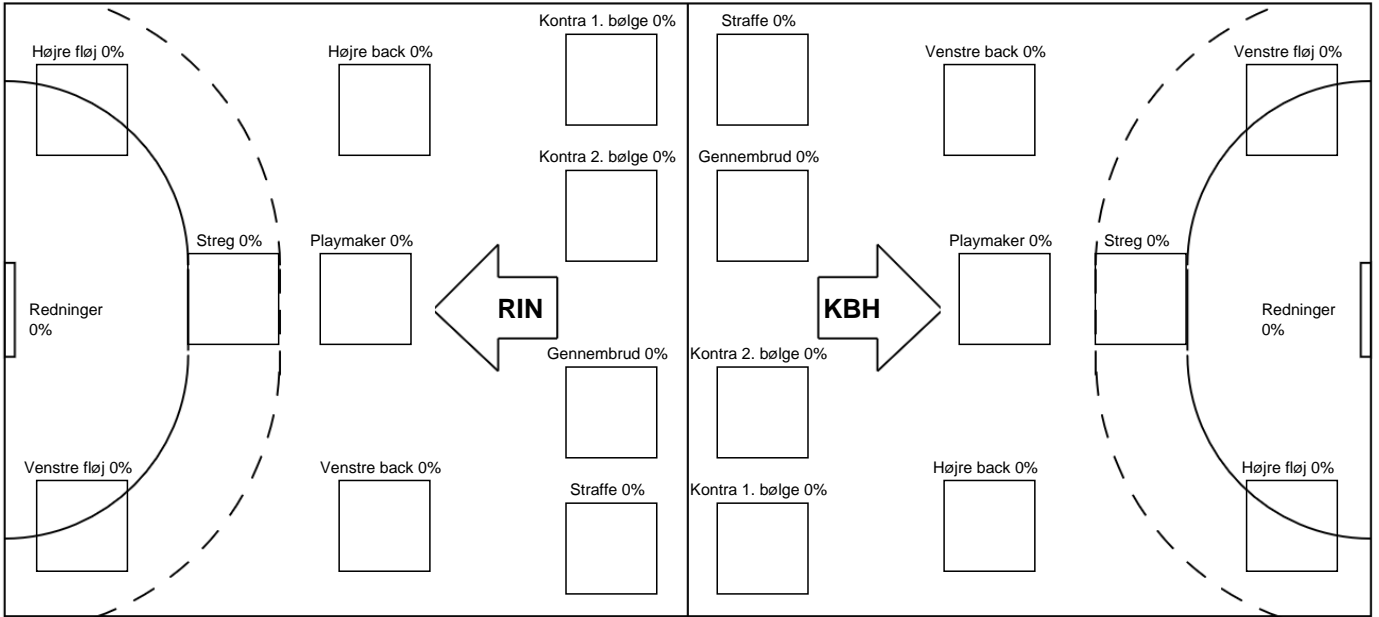 Kontra 1. bølge 0%
Straffe 0%
Højre fløj 0%
Højre back 0%
Venstre back 0%
Venstre fløj 0%
Kontra 2. bølge 0%
Gennembrud 0%
Streg 0%
Playmaker 0%
Playmaker 0%
Streg 0%
Redninger
0%
RIN
KBH
Redninger
0%
Gennembrud 0%
Kontra 2. bølge 0%
Venstre fløj 0%
Venstre back 0%
Højre back 0%
Højre fløj 0%
Straffe 0%
Kontra 1. bølge 0%